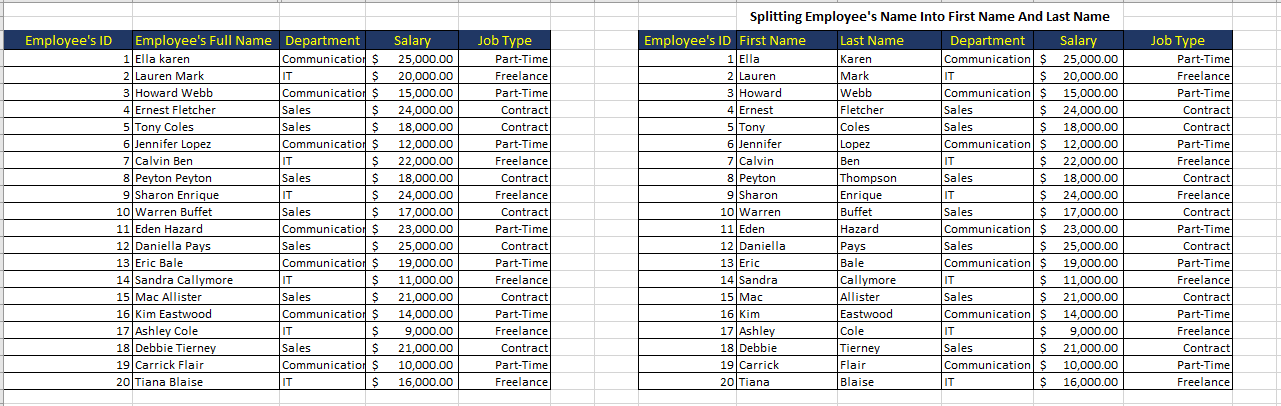 Splitting Employee's Name Into First Name And Last Name
Employee's ID Employee's Full Name Department Salary Job Type Employee's ID First Name Last Name Department Salary Job Type
1 Ella karen Communication $ 25,000.00 Part-Time 1 Ella Karen Communication $ 25,000.00 Part-Time
2 Lauren Mark IT $ 20,000.00 Freelance 2 Lauren Mark IT $ 20,000.00 Freelance
3 Howard Webb Communication $ 15,000.00 Part-Time 3 Howard Webb Communication $ 15,000.00 Part-Time
4 Ernest Fletcher Sales $ 24,000.00 Contract 4 Ernest Fletcher Sales $ 24,000.00 Contract
5 Tony Coles Sales $ 18,000.00 Contract 5 Tony Coles Sales $ 18,000.00 Contract
6 Jennifer Lopez Communication $ 12,000.00 Part-Time 6 Jennifer Lopez Communication $ 12,000.00 Part-Time
7 Calvin Ben IT $ 22,000.00 Freelance 7 Calvin Ben IT $ 22,000.00 Freelance
8 Peyton Peyton Sales $ 18,000.00 Contract 8 Peyton Thompson Sales $ 18,000.00 Contract
9 Sharon Enrique IT $ 24,000.00 Freelance 9 Sharon Enrique IT $ 24,000.00 Freelance
10 Warren Buffet Sales $ 17,000.00 Contract 10 Warren Buffet Sales $ 17,000.00 Contract
11 Eden Hazard Communication $ 23,000.00 Part-Time 11 Eden Hazard Communication $ 23,000.00 Part-Time
12 Daniella Pays Sales $ 25,000.00 Contract 12 Daniella Pays Sales $ 25,000.00 Contract
13 Eric Bale Communication $ 19,000.00 Part-Time 13 Eric Bale Communication $ 19,000.00 Part-Time
14 Sandra Callymore IT $ 11,000.00 Freelance 14 Sandra Callymore IT $ 11,000.00 Freelance
15 Mac Allister Sales $ 21,000.00 Contract 15 Mac Allister Sales $ 21,000.00 Contract
16 Kim Eastwood Communication $ 14,000.00 Part-Time 16 Kim Eastwood Communication $ 14,000.00 Part-Time
17 Ashley Cole IT $ 9,000.00 Freelance 17 Ashley Cole IT $ 9,000.00 Freelance
18 Debbie Tierney Sales $ 21,000.00 Contract 18 Debbie Tierney Sales $ 21,000.00 Contract
19 Carrick Flair Communication $ 10,000.00 Part-Time 19 Carrick Flair Communication $ 10,000.00 Part-Time
20 Tiana Blaise IT $ 16,000.00 Freelance 20 Tiana Blaise IT $ 16,000.00 Freelance